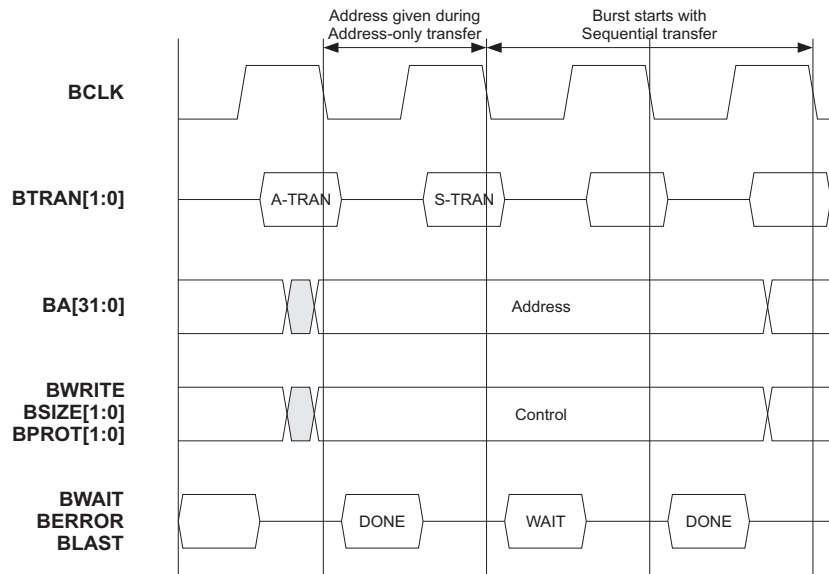 Address given during
Address-only transfer
Burst starts with
Sequential transfer
BCLK
BTRAN[1:0]
A-TRAN
S-TRAN
BA[31:0]
Address
BWRITE
BSIZE[1:0]
BPROT[1:0]
Control
BWAIT
BERROR
BLAST
DONE
WAIT
DONE